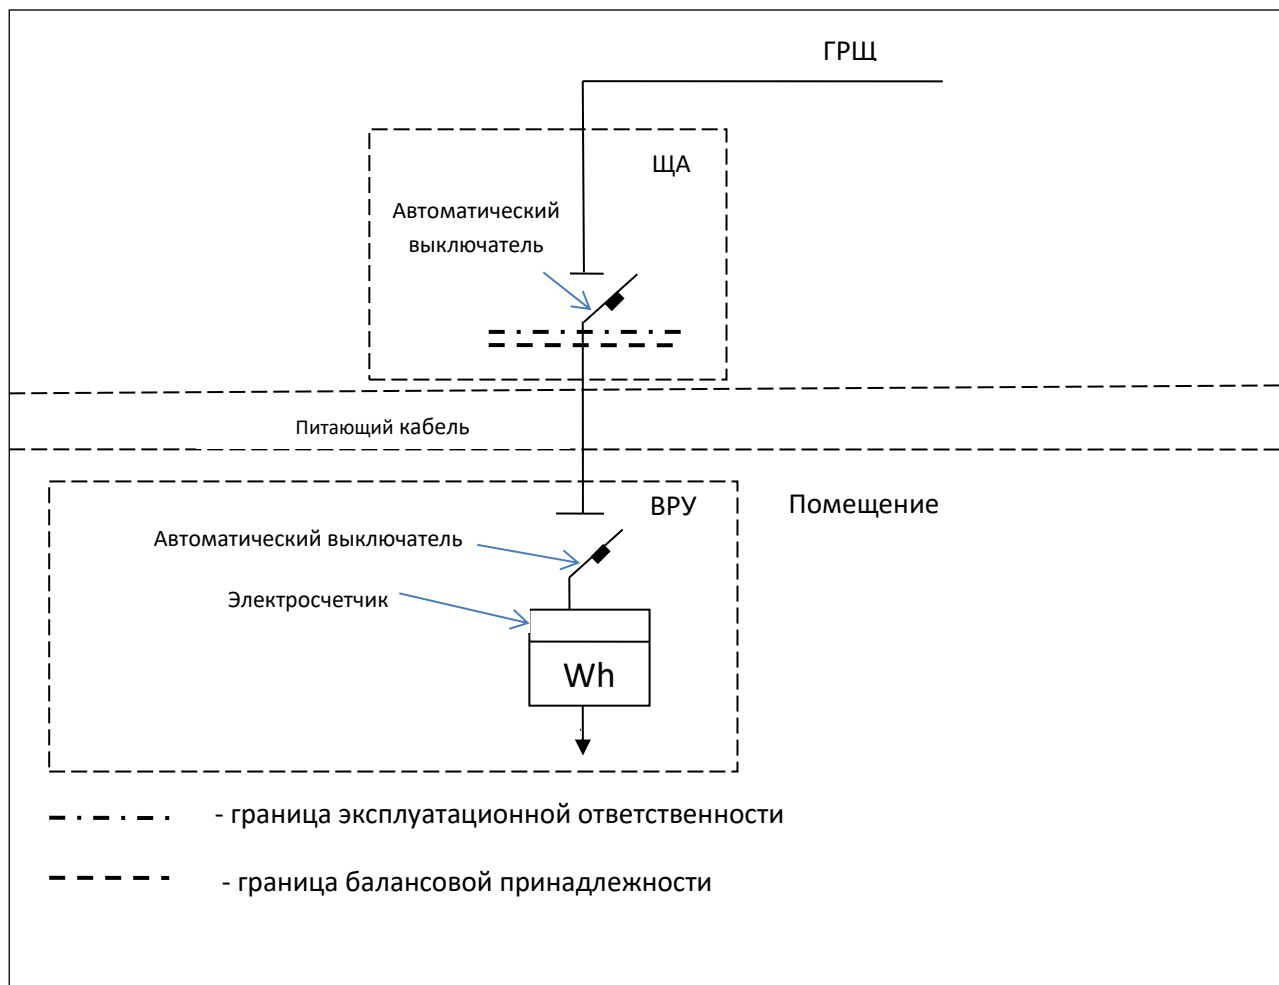 ГРЩ
ЩА
Автоматический
выключатель
Питающий кабель
ВРУ
Помещение
Автоматический выключатель
Электросчетчик
Wh
- граница эксплуатационной ответственности
- граница балансовой принадлежности